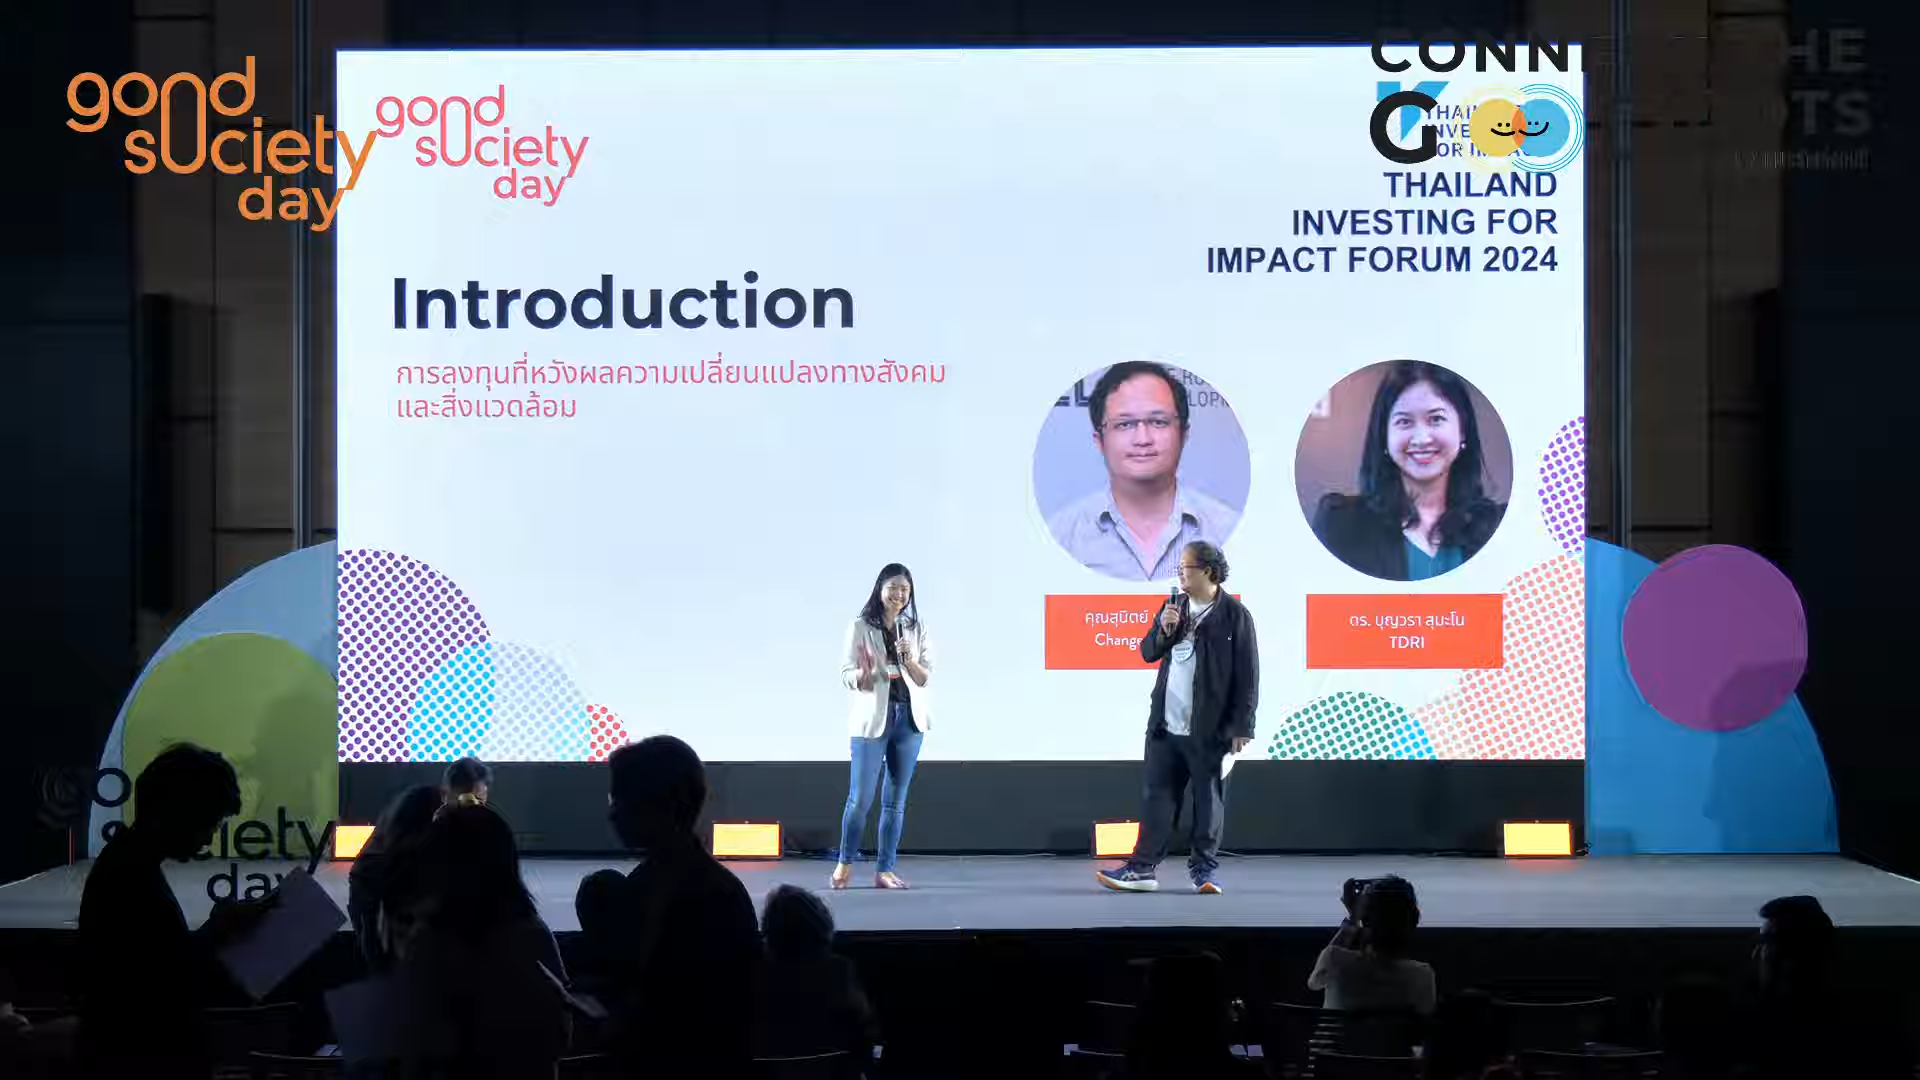 good
society
day
good
society
day
CONN
THAILAND
INVESTING FOR
IMPACT FORUM 2024
Introduction
การลงทุนที่หวังผลความเปลี่ยนแปลงทางสังคม
และสิ่งแวดล้อม
คุณสุนิตย์
Change
ดร. บุญวรา สุมะโน
TDRI
day